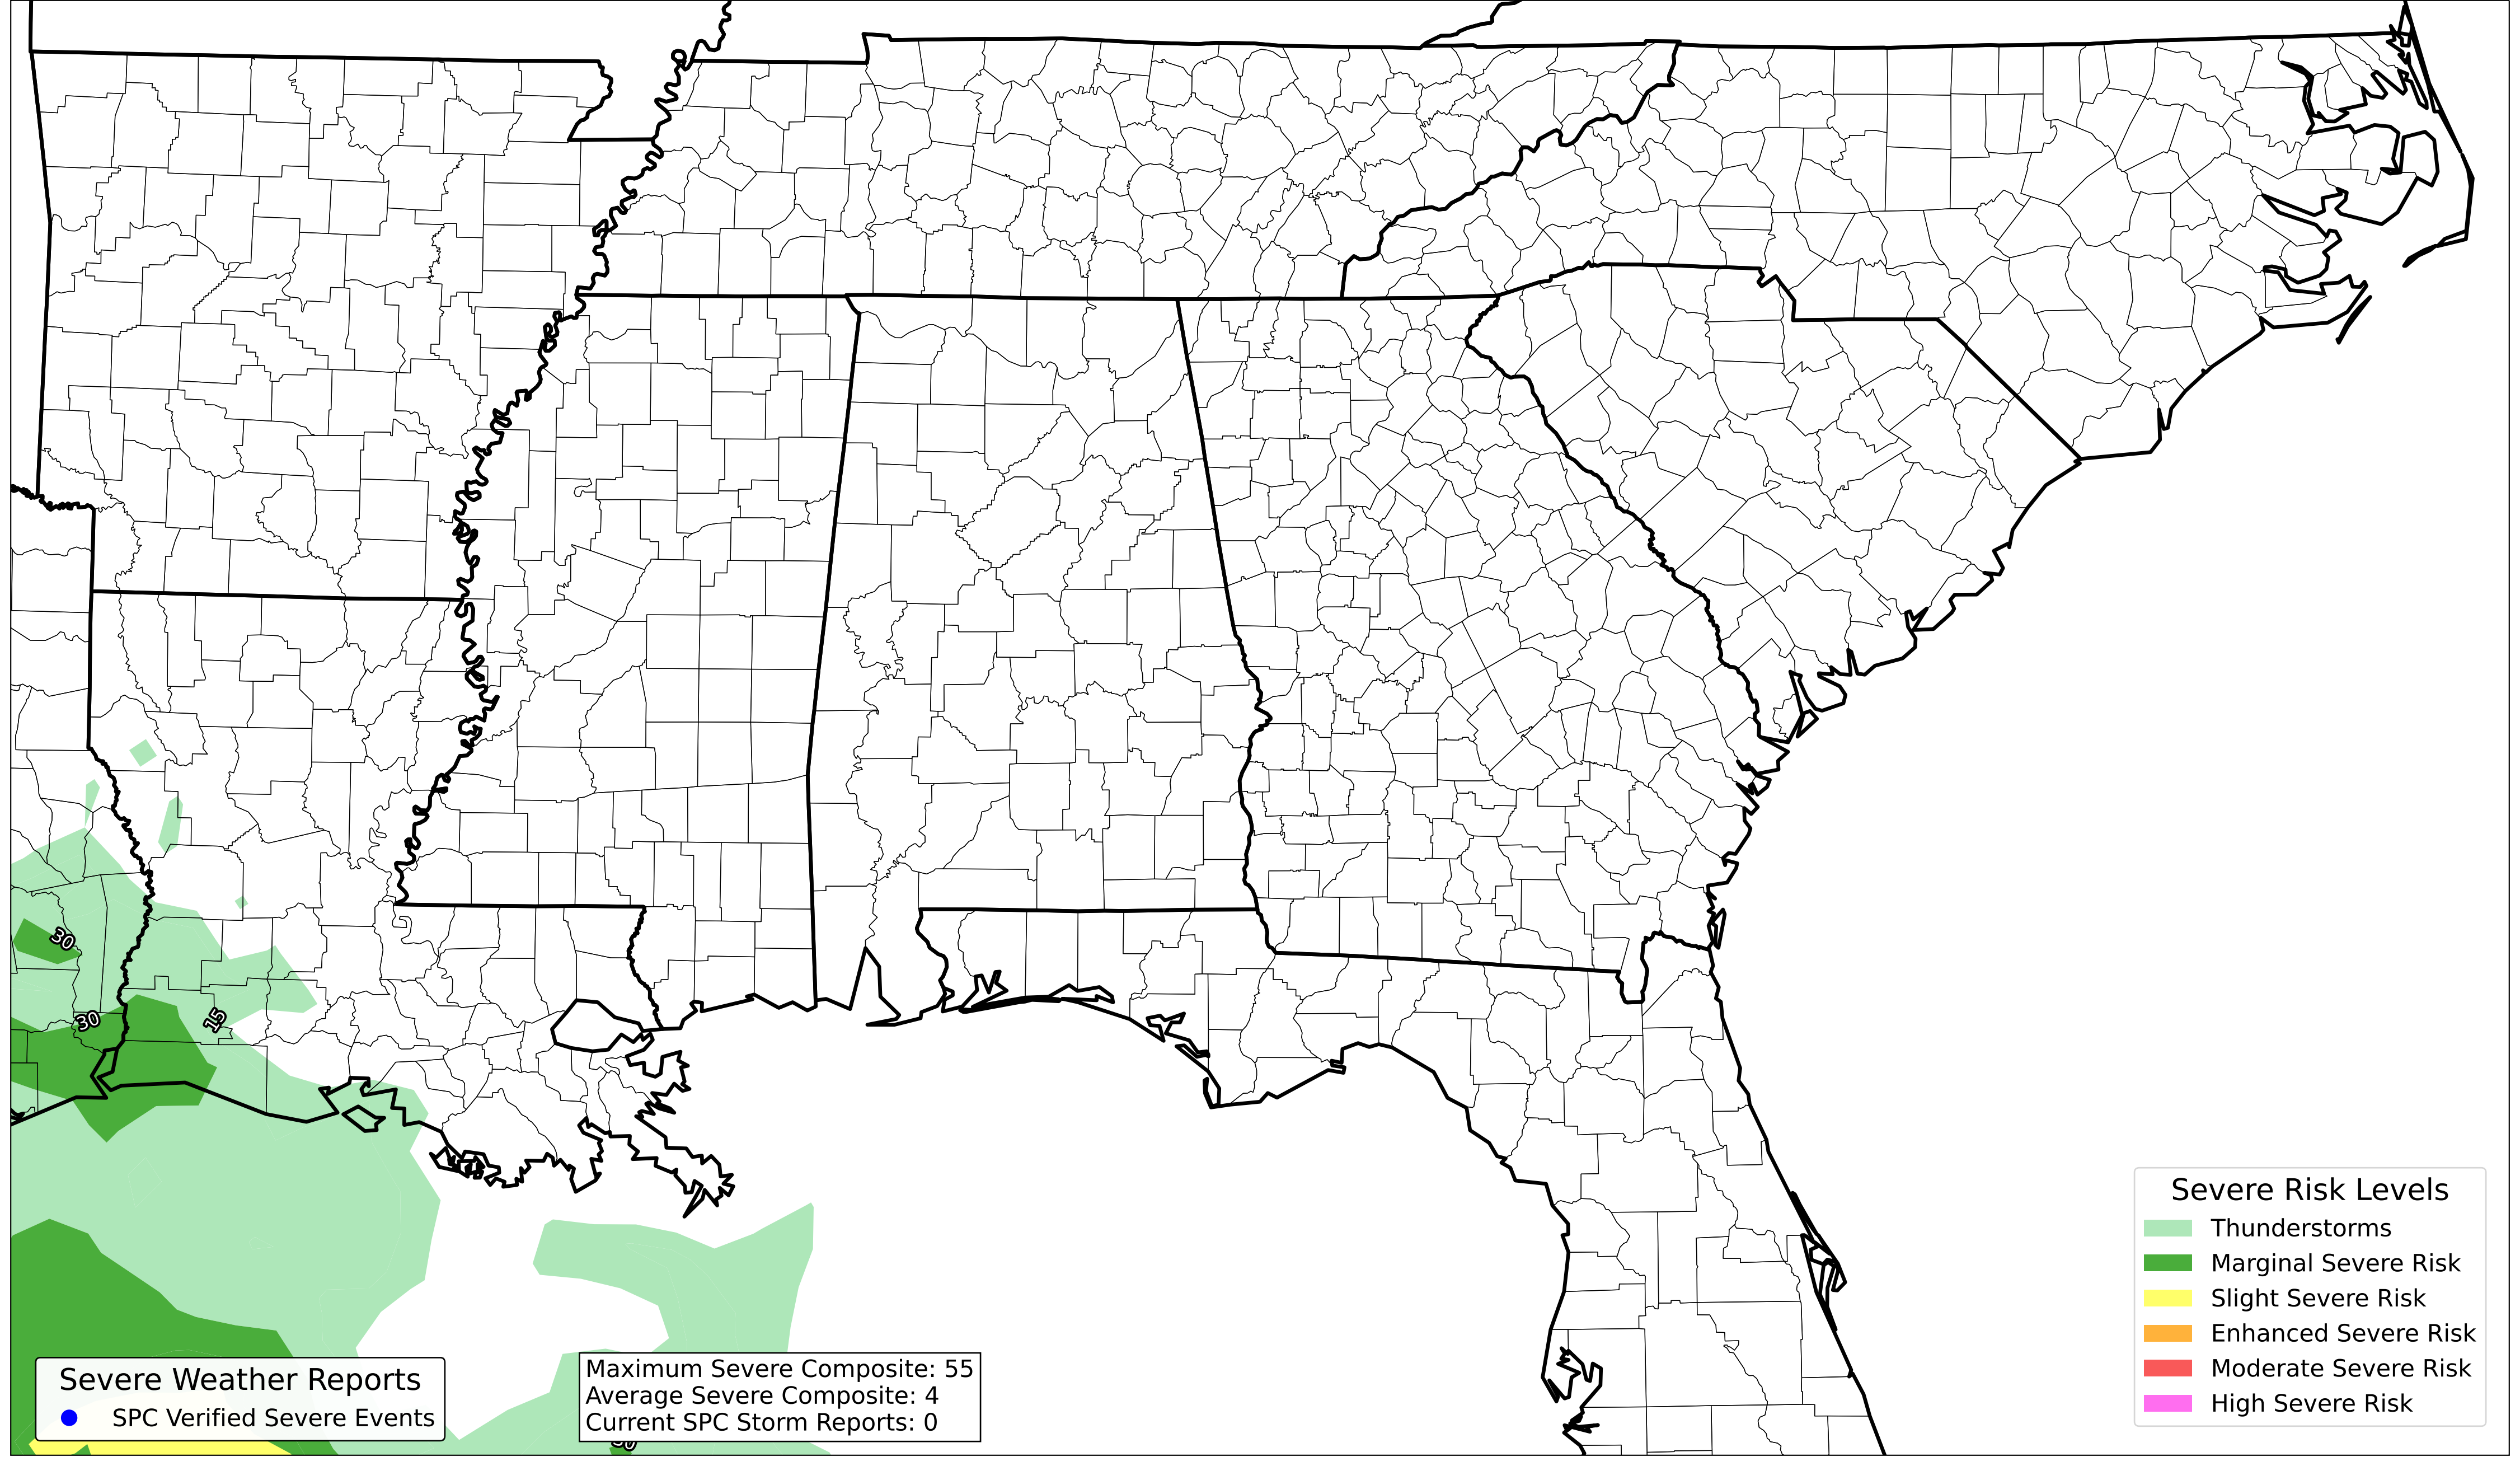 30
30
15
Severe Weather Reports
SPC Verified Severe Events
Maximum Severe Composite: 55
Average Severe Composite: 4
Current SPC Storm Reports: 0
Severe Risk Levels
Thunderstorms
Marginal Severe Risk
Slight Severe Risk
Enhanced Severe Risk
Moderate Severe Risk
High Severe Risk